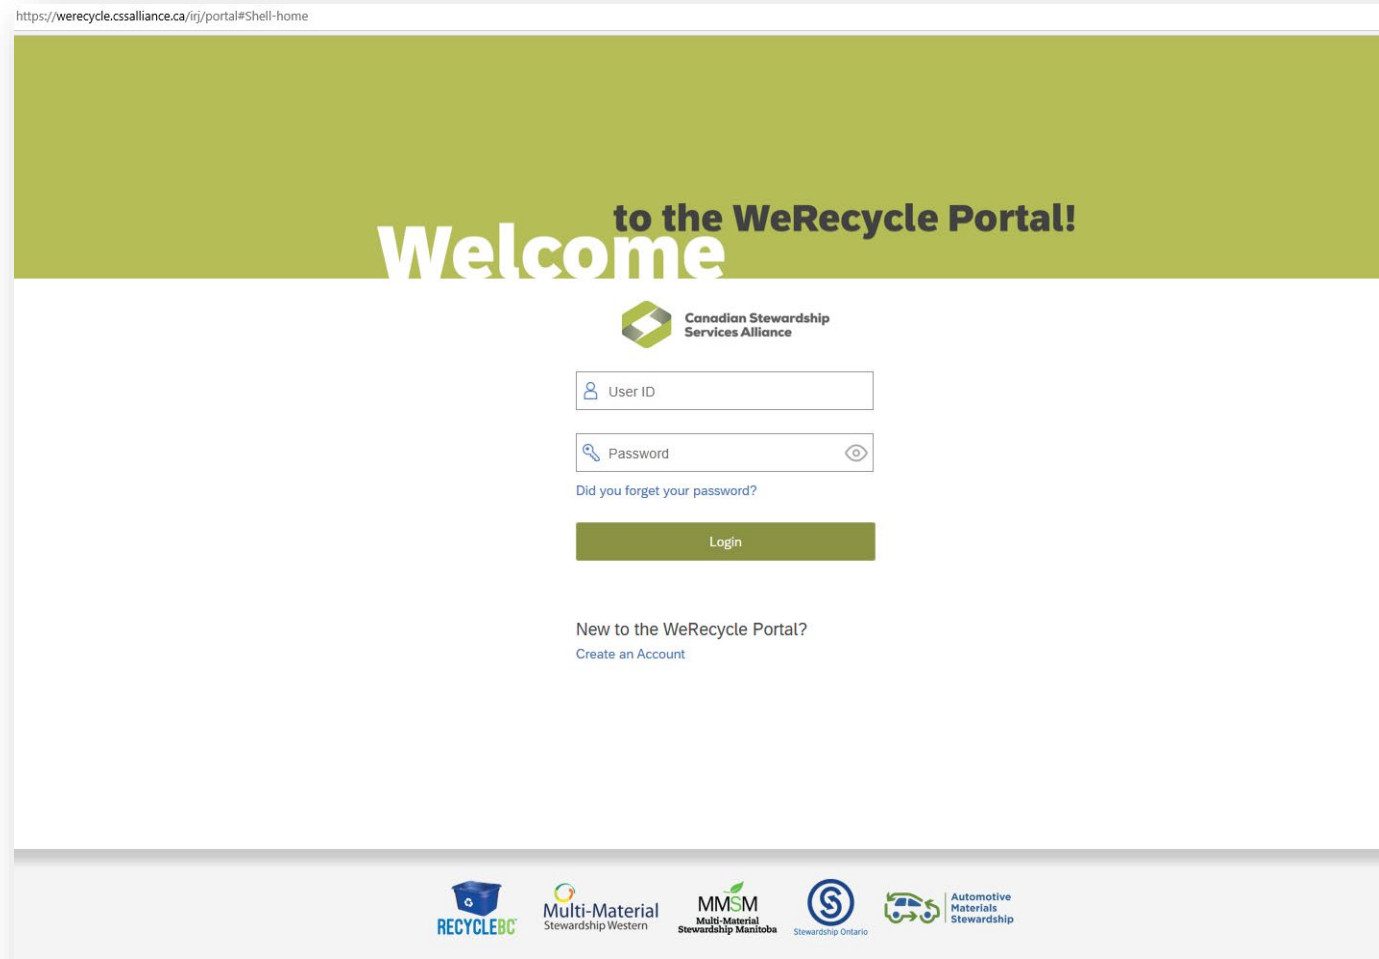 https://werecycle.cssalliance.ca/irj/portal#Shell-home
Welcome
to the WeRecycle Portal!
Canadian Stewardship
Services Alliance
User ID
Password
Did you forget your password?
Login
New to the WeRecycle Portal?
Create an Account
RECYCLEBC
Multi-Material
Stewardship Western
MMSM
Multi-Material
Stewardship Manitoba
Stewardship Ontario
Automotive
Materials
Stewardship